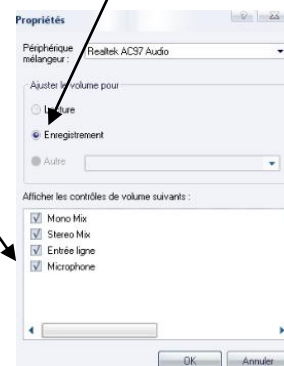 Propriétés
Périphérique mélangeur : Realtek AC97 Audio
Ajuster le volume pour
Lecture
Enregistrement
Autre
Afficher les contrôles de volume suivants :
Mono Mix
Stereo Mix
Entrée ligne
Microphone
OK Annuler